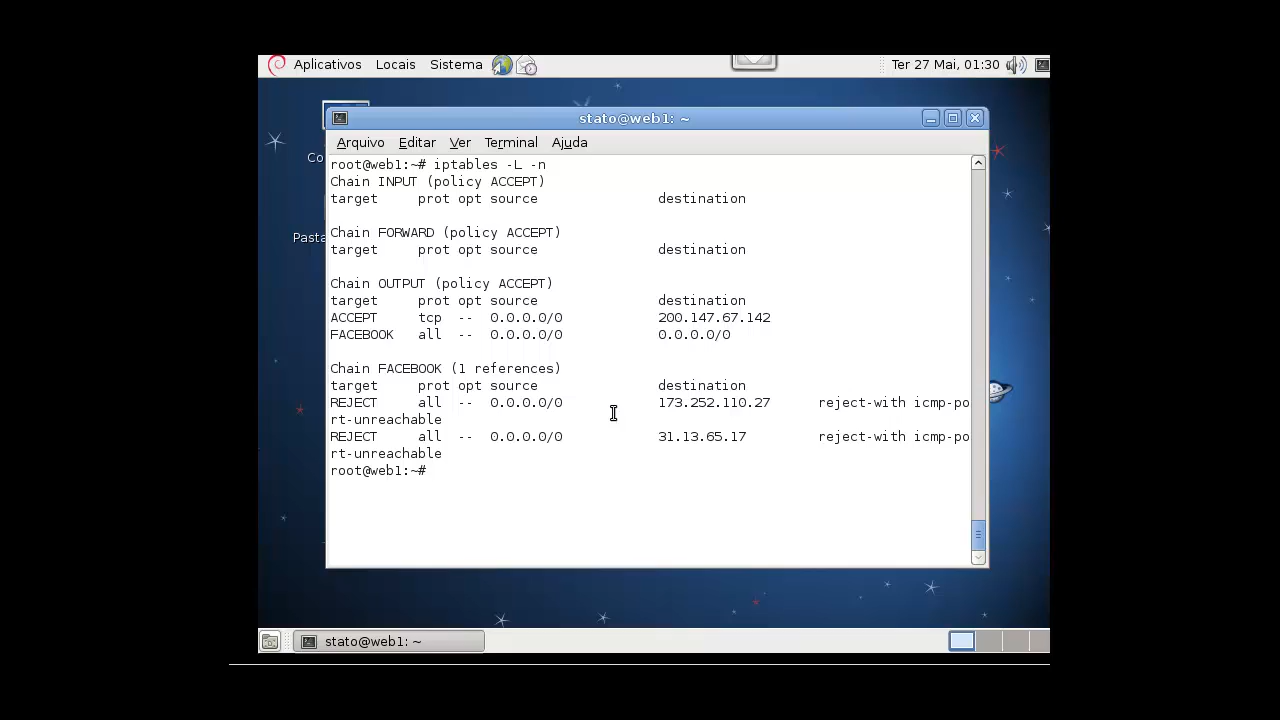 Aplicativos Locais Sistema Ter 27 Mai, 01:30
stato@web1: ~
Arquivo Editar Ver Terminal Ajuda
root@web1:~# iptables -L -n
Chain INPUT (policy ACCEPT)
target prot opt source destination
Chain FORWARD (policy ACCEPT)
target prot opt source destination
Chain OUTPUT (policy ACCEPT)
target prot opt source destination
ACCEPT tcp -- 0.0.0.0/0 200.147.67.142
FACEBOOK all -- 0.0.0.0/0 0.0.0.0/0
Chain FACEBOOK (1 references)
target prot opt source destination
REJECT all -- 0.0.0.0/0 173.252.110.27 reject-with icmp-po
rt-unreachable
REJECT all -- 0.0.0.0/0 31.13.65.17 reject-with icmp-po
rt-unreachable
root@web1:~#
Co
Pasta
stato@web1: ~